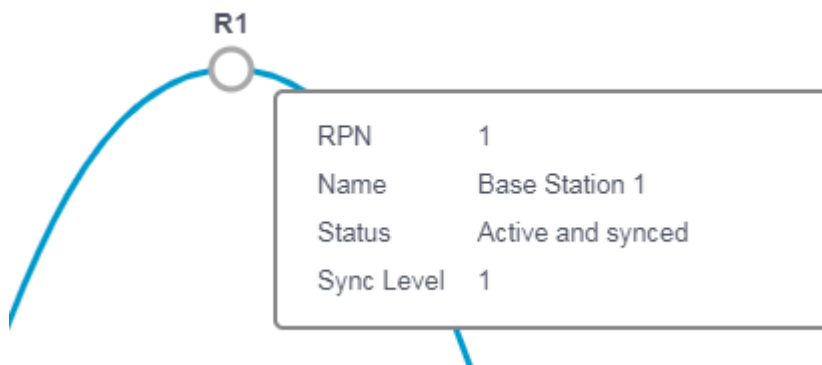 R1
RPN 1
Name Base Station 1
Status Active and synced
Sync Level 1